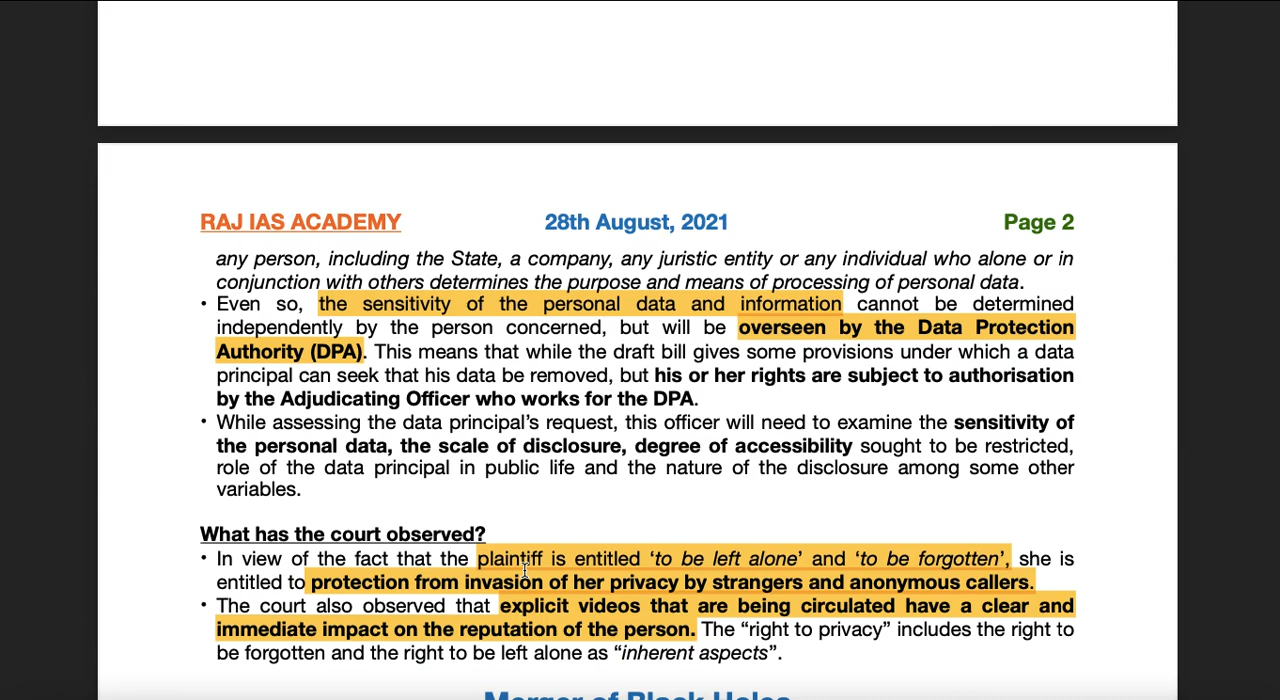 RAJ IAS ACADEMY 28th August, 2021 Page 2
any person, including the State, a company, any juristic entity or any individual who alone or in
conjunction with others determines the purpose and means of processing of personal data.
• Even so, the sensitivity of the personal data and information cannot be determined
independently by the person concerned, but will be overseen by the Data Protection
Authority (DPA). This means that while the draft bill gives some provisions under which a data
principal can seek that his data be removed, but his or her rights are subject to authorisation
by the Adjudicating Officer who works for the DPA.
• While assessing the data principal’s request, this officer will need to examine the sensitivity of
the personal data, the scale of disclosure, degree of accessibility sought to be restricted,
role of the data principal in public life and the nature of the disclosure among some other
variables.
What has the court observed?
• In view of the fact that the plaintiff is entitled ‘to be left alone’ and ‘to be forgotten’, she is
entitled to protection from invasion of her privacy by strangers and anonymous callers.
• The court also observed that explicit videos that are being circulated have a clear and
immediate impact on the reputation of the person. The “right to privacy” includes the right to
be forgotten and the right to be left alone as “inherent aspects”.
Merger of Black Holes